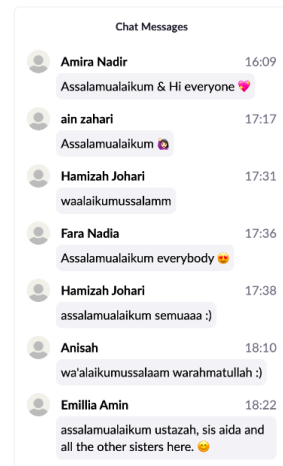 Chat Messages
Amira Nadir 16:09
Assalamualaikum & Hi everyone 💖
ain zahari 17:17
Assalamualaikum 🙋🏻‍♀️
Hamizah Johari 17:31
waalaikumussalamm
Fara Nadia 17:36
Assalamualaikum everybody 😍
Hamizah Johari 17:38
assalamualaikum semuaaa :)
Anisah 18:10
wa'alaikumussalaam warahmatullah :)
Emillia Amin 18:22
assalamualaikum ustazah, sis aida and
all the other sisters here. 😊